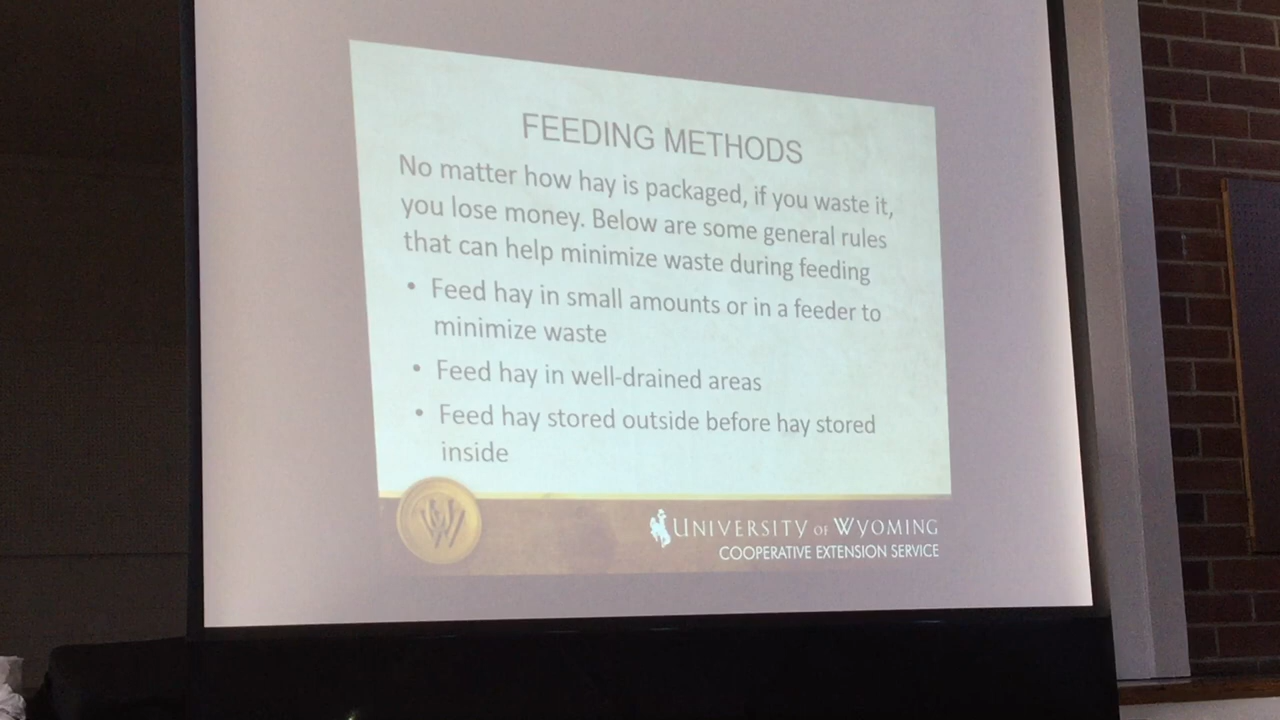 FEEDING METHODS
No matter how hay is packaged, if you waste it,
you lose money. Below are some general rules
that can help minimize waste during feeding
• Feed hay in small amounts or in a feeder to
minimize waste
• Feed hay in well-drained areas
• Feed hay stored outside before hay stored
inside
UW
UNIVERSITY OF WYOMING
COOPERATIVE EXTENSION SERVICE